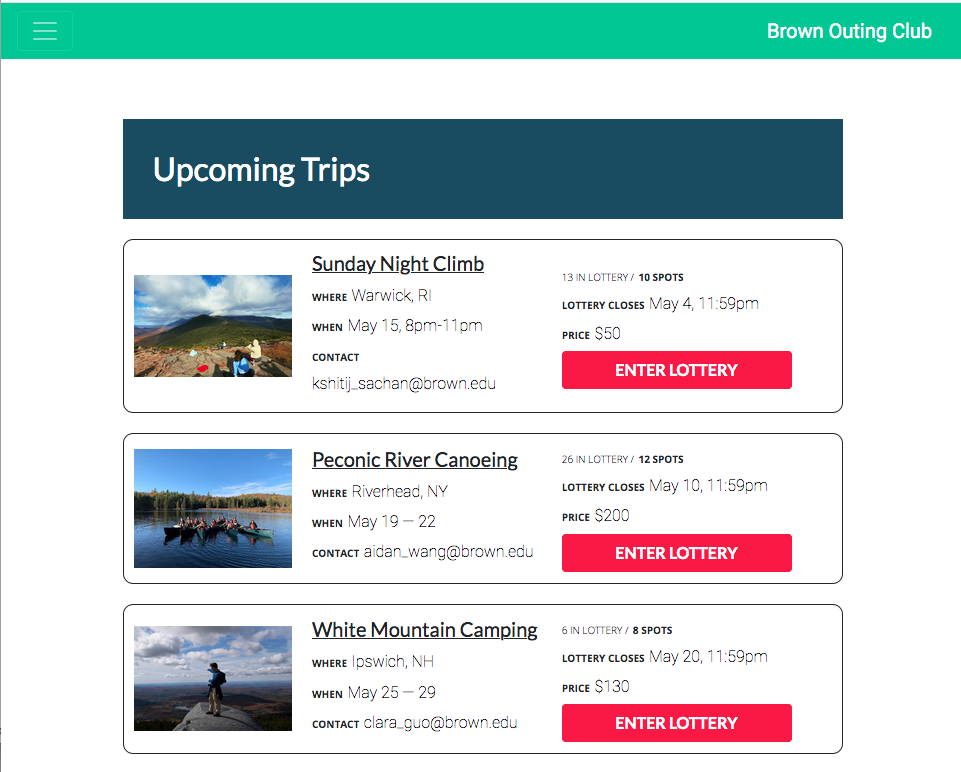 Brown Outing Club
Upcoming Trips
Sunday Night Climb
WHERE Warwick, RI
WHEN May 15, 8pm-11pm
CONTACT
kshitij_sachan@brown.edu
13 IN LOTTERY / 10 SPOTS
LOTTERY CLOSES May 4, 11:59pm
PRICE $50
ENTER LOTTERY
Peconic River Canoeing
WHERE Riverhead, NY
WHEN May 19 — 22
CONTACT aidan_wang@brown.edu
26 IN LOTTERY / 12 SPOTS
LOTTERY CLOSES May 10, 11:59pm
PRICE $200
ENTER LOTTERY
White Mountain Camping
WHERE Ipswich, NH
WHEN May 25 — 29
CONTACT clara_guo@brown.edu
6 IN LOTTERY / 8 SPOTS
LOTTERY CLOSES May 20, 11:59pm
PRICE $130
ENTER LOTTERY